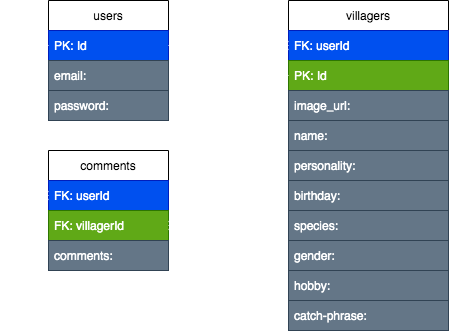 users
PK: Id
email:
password:
comments
FK: userId
FK: villagerId
comments:
villagers
FK: userId
PK: Id
image_url:
name:
personality:
birthday:
species:
gender:
hobby:
catch-phrase: